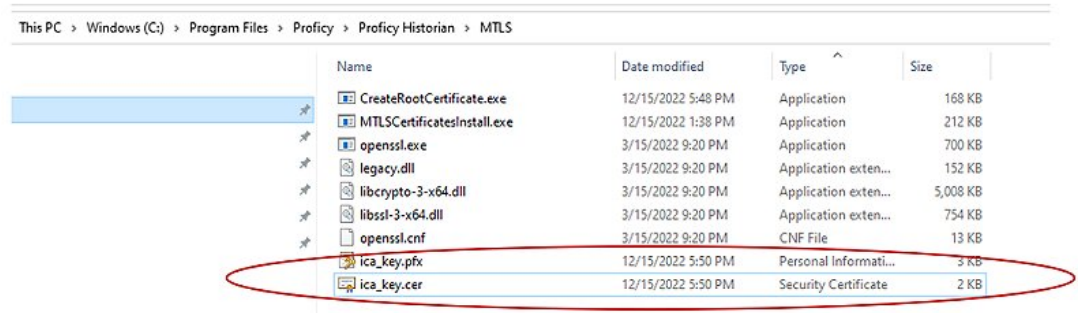 This PC > Windows (C:) > Program Files > Proficy > Proficy Historian > MTLS
Name Date modified Type Size
CreateRootCertificate.exe 12/15/2022 5:48 PM Application 168 KB
MTLSCertificatesInstall.exe 12/15/2022 1:38 PM Application 212 KB
openssl.exe 3/15/2022 9:20 PM Application 700 KB
legacy.dll 3/15/2022 9:20 PM Application exten... 152 KB
libcrypto-3-x64.dll 3/15/2022 9:20 PM Application exten... 5,008 KB
libssl-3-x64.dll 3/15/2022 9:20 PM Application exten... 754 KB
openssl.cnf 3/15/2022 9:20 PM CNF File 13 KB
ica_key.pfx 12/15/2022 5:50 PM Personal Informati... 3 KB
ica_key.cer 12/15/2022 5:50 PM Security Certificate 2 KB